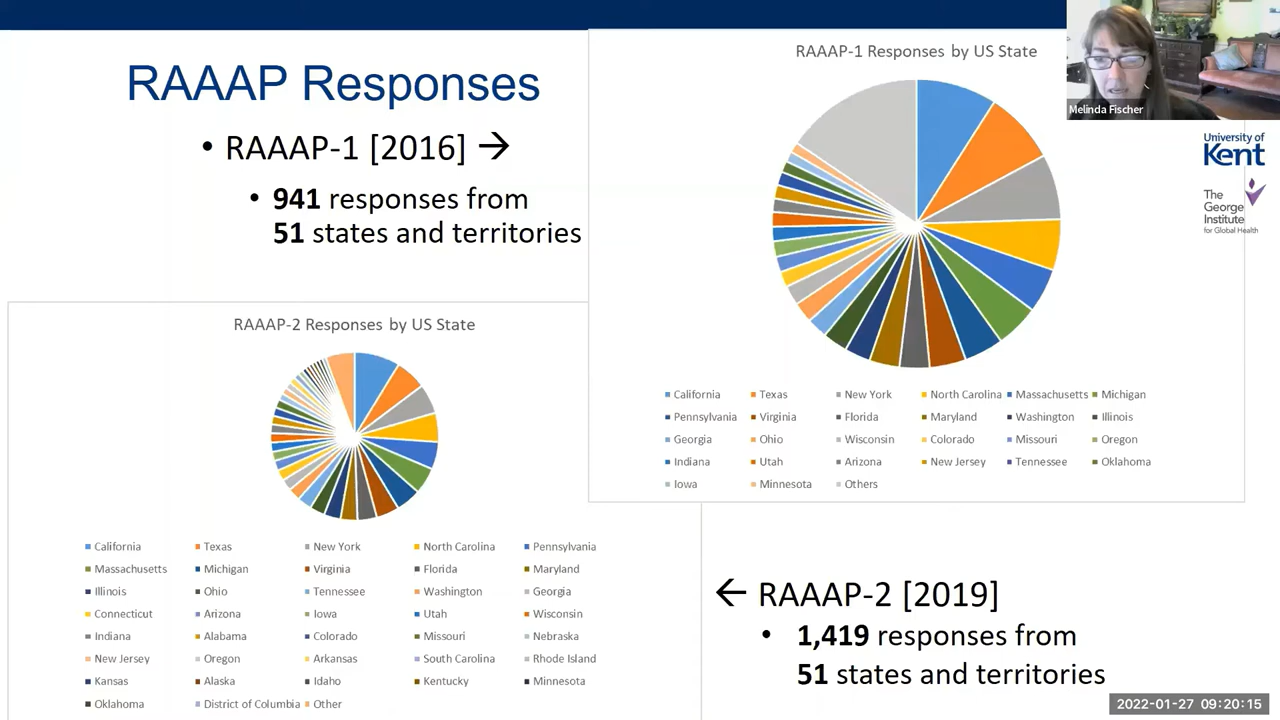 RAAAP Responses
• RAAAP-1 [2016] →
• 941 responses from
51 states and territories
RAAAP-1 Responses by US State
California Texas New York North Carolina Massachusetts Michigan
Pennsylvania Virginia Florida Maryland Washington Illinois
Georgia Ohio Wisconsin Colorado Missouri Oregon
Indiana Utah Arizona New Jersey Tennessee Oklahoma
Iowa Minnesota Others
Melinda Fischer
University of
Kent
The
George
Institute
for Global Health
RAAAP-2 Responses by US State
California Texas New York North Carolina Pennsylvania
Massachusetts Michigan Virginia Florida Maryland
Illinois Ohio Tennessee Washington Georgia
Connecticut Arizona Iowa Utah Wisconsin
Indiana Alabama Colorado Missouri Nebraska
New Jersey Oregon Arkansas South Carolina Rhode Island
Kansas Alaska Idaho Kentucky Minnesota
Oklahoma District of Columbia Other
← RAAAP-2 [2019]
• 1,419 responses from
51 states and territories
2022-01-27 09:20:15